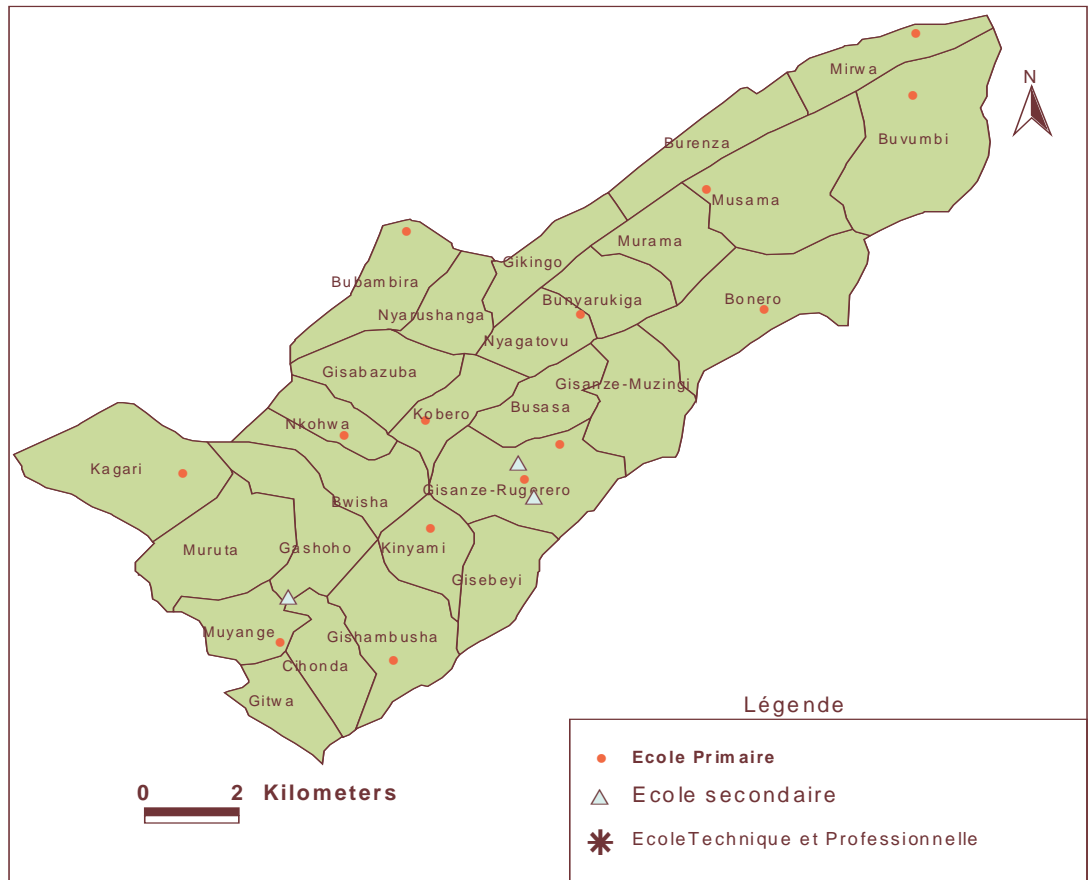 Mirwa
N
Buvumbi
Burenza
Musama
Murama
Gikingo
Bubambira
Bunyarukiga
Bonero
Nyarushanga
Nyagatovu
Gisabazuba
Gisanze-Muzingi
Busasa
Kobero
Nkohwa
Kagari
Gisanze-Rugerero
Bwisha
Muruta
Gashoho
Kinyami
Gisebeyi
Muyange
Gishambusha
Cihonda
Gitwa
Légende
0 2 Kilometers
Ecole Primaire
Ecole secondaire
EcoleTechnique et Professionnelle